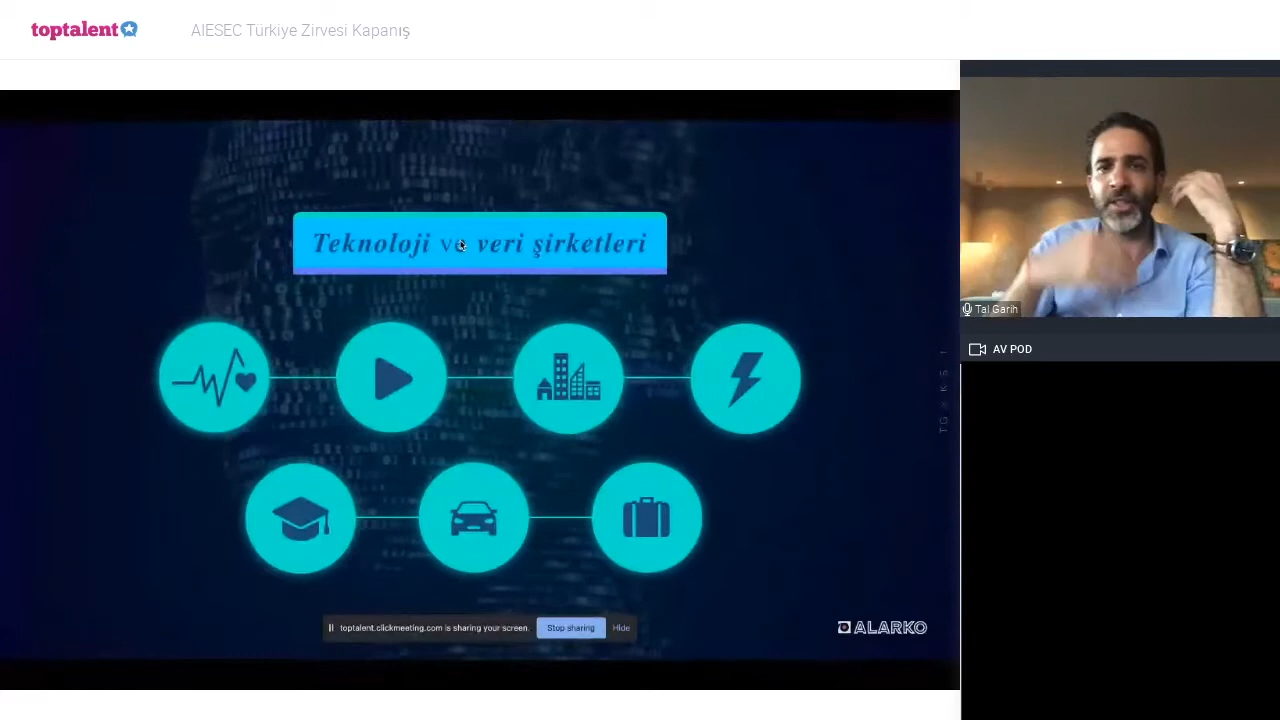 toptalent
AIESEC Türkiye Zirvesi Kapanış
Teknoloji ve veri şirketleri
Tal Garih
AV POD
toptalent.clickmeeting.com is sharing your screen.
Stop sharing
Hide
ALARKO